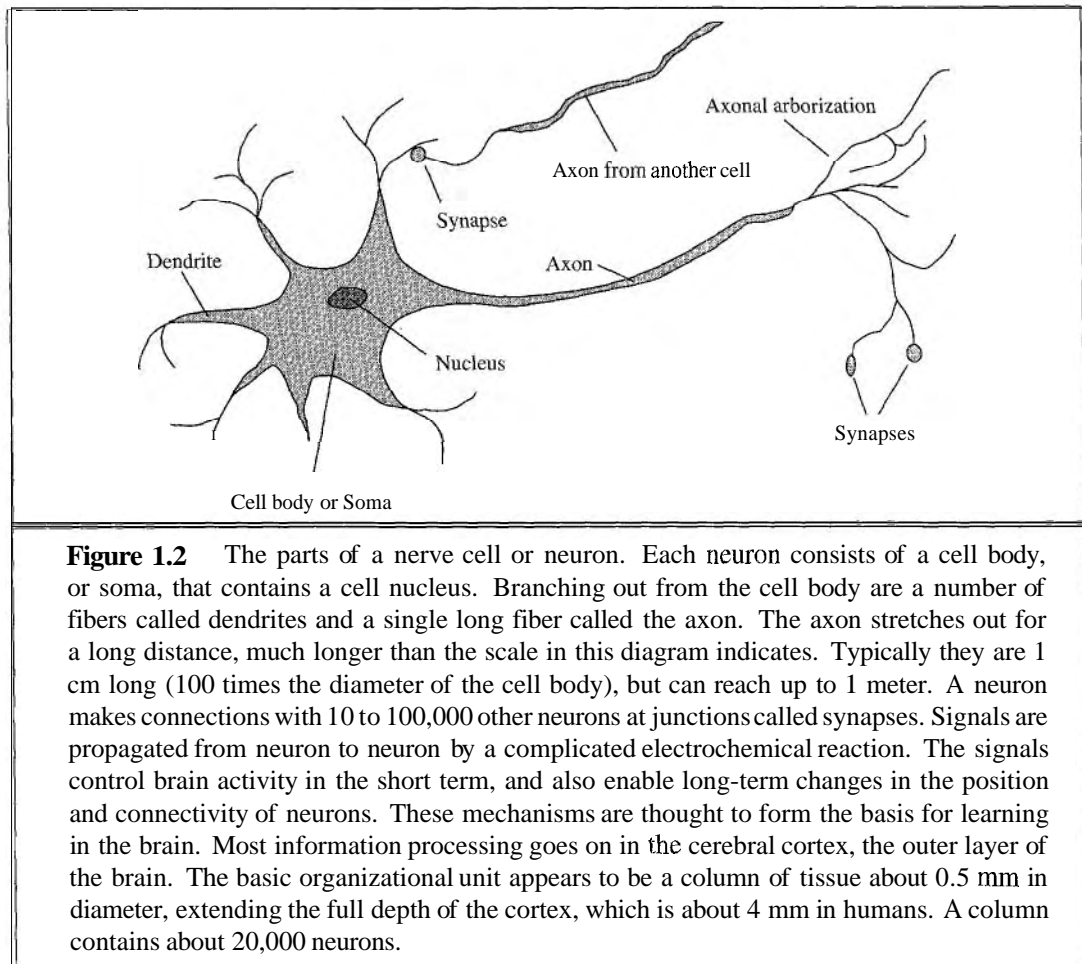 Axonal arborization
Axon from another cell
Synapse
Dendrite
Axon
Nucleus
Synapses
Cell body or Soma
Figure 1.2 The parts of a nerve cell or neuron. Each neuron consists of a cell body,
or soma, that contains a cell nucleus. Branching out from the cell body are a number of
fibers called dendrites and a single long fiber called the axon. The axon stretches out for
a long distance, much longer than the scale in this diagram indicates. Typically they are 1
cm long (100 times the diameter of the cell body), but can reach up to 1 meter. A neuron
makes connections with 10 to 100,000 other neurons at junctions called synapses. Signals are
propagated from neuron to neuron by a complicated electrochemical reaction. The signals
control brain activity in the short term, and also enable long-term changes in the position
and connectivity of neurons. These mechanisms are thought to form the basis for learning
in the brain. Most information processing goes on in the cerebral cortex, the outer layer of
the brain. The basic organizational unit appears to be a column of tissue about 0.5 mm in
diameter, extending the full depth of the cortex, which is about 4 mm in humans. A column
contains about 20,000 neurons.